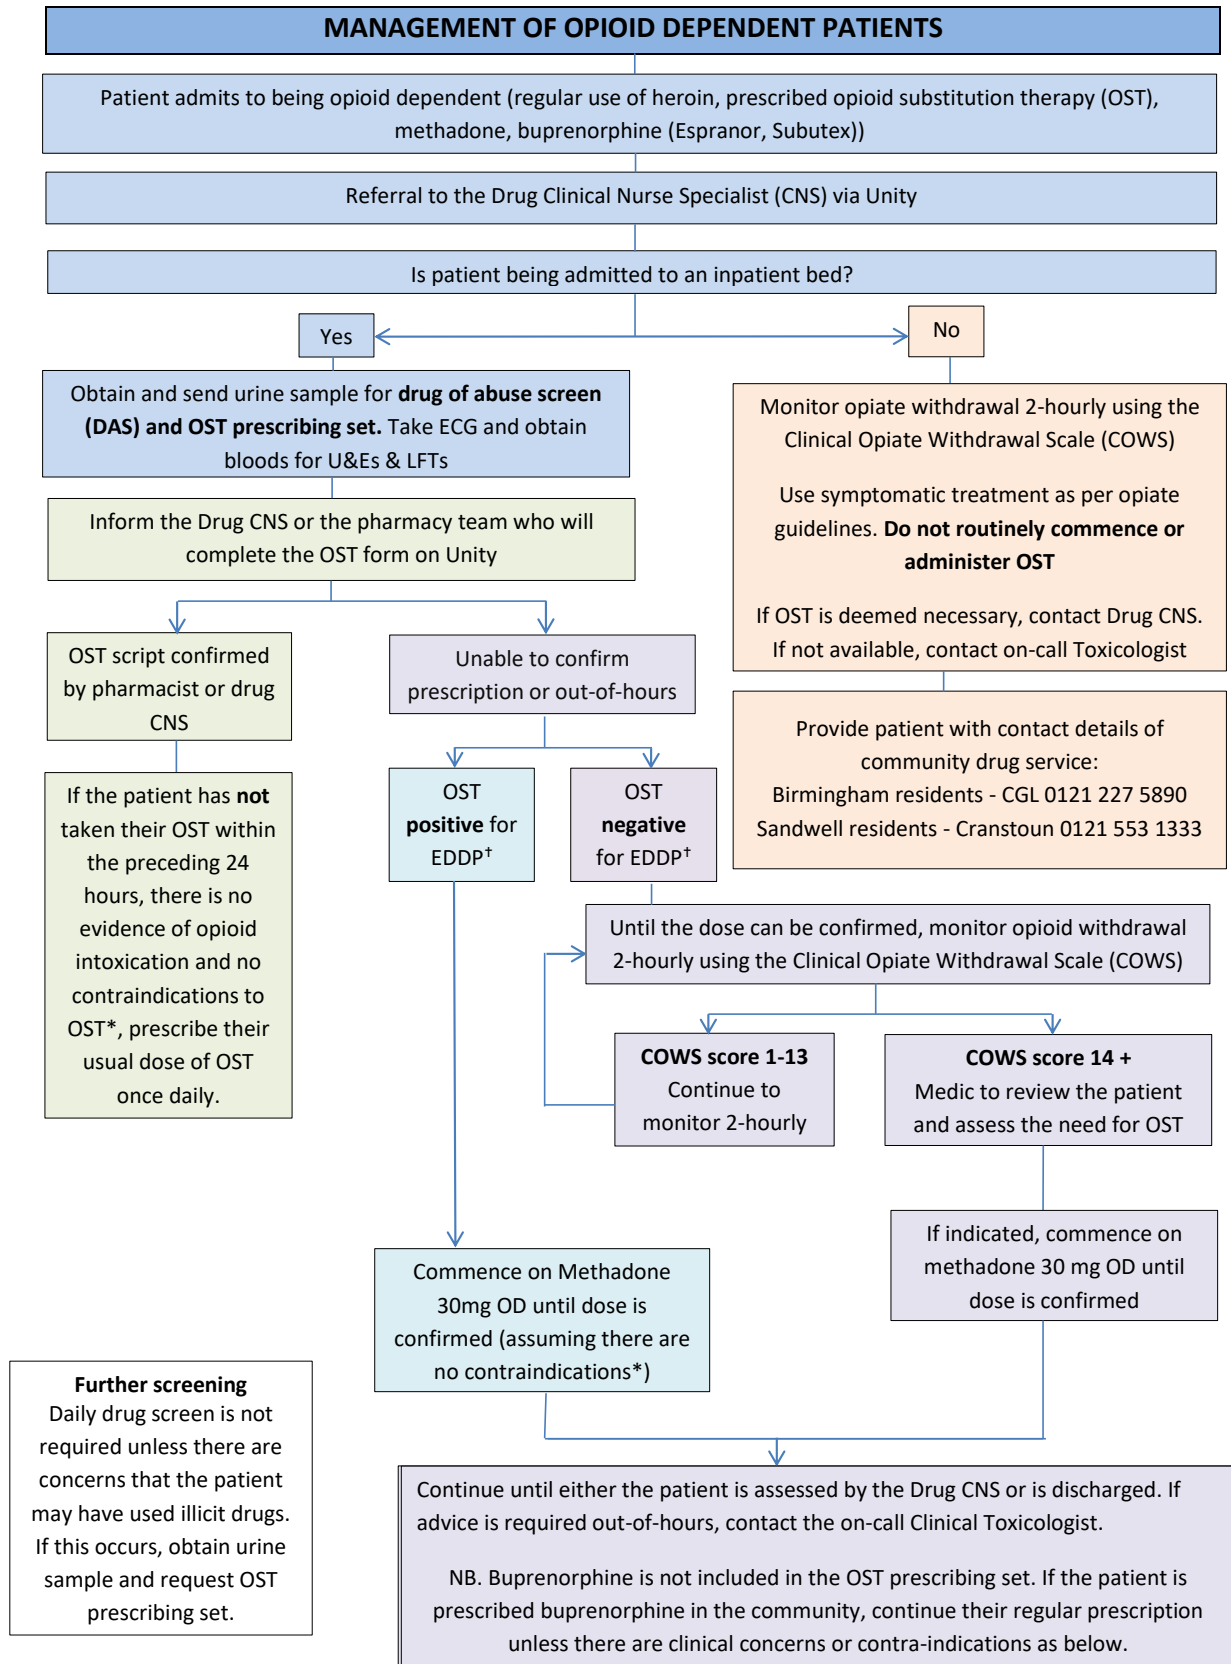 MANAGEMENT OF OPIOID DEPENDENT PATIENTS
Patient admits to being opioid dependent (regular use of heroin, prescribed opioid substitution therapy (OST),
methadone, buprenorphine (Espranor, Subutex))
Referral to the Drug Clinical Nurse Specialist (CNS) via Unity
Is patient being admitted to an inpatient bed?
Yes
No
Obtain and send urine sample for drug of abuse screen
(DAS) and OST prescribing set. Take ECG and obtain
bloods for U&Es & LFTs
Monitor opiate withdrawal 2-hourly using the
Clinical Opiate Withdrawal Scale (COWS)
Use symptomatic treatment as per opiate
guidelines. Do not routinely commence or
administer OST
If OST is deemed necessary, contact Drug CNS.
If not available, contact on-call Toxicologist
Inform the Drug CNS or the pharmacy team who will
complete the OST form on Unity
OST script confirmed
by pharmacist or drug
CNS
Unable to confirm
prescription or out-of-hours
Provide patient with contact details of
community drug service:
Birmingham residents - CGL 0121 227 5890
Sandwell residents - Cranstoun 0121 553 1333
If the patient has not
taken their OST within
the preceding 24
hours, there is no
evidence of opioid
intoxication and no
contraindications to
OST*, prescribe their
usual dose of OST
once daily.
OST
positive for
EDDP†
OST
negative
for EDDP†
Until the dose can be confirmed, monitor opioid withdrawal
2-hourly using the Clinical Opiate Withdrawal Scale (COWS)
COWS score 1-13
Continue to
monitor 2-hourly
COWS score 14 +
Medic to review the patient
and assess the need for OST
If indicated, commence on
methadone 30 mg OD until
dose is confirmed
Commence on Methadone
30mg OD until dose is
confirmed (assuming there are
no contraindications*)
Further screening
Daily drug screen is not
required unless there are
concerns that the patient
may have used illicit drugs.
If this occurs, obtain urine
sample and request OST
prescribing set.
Continue until either the patient is assessed by the Drug CNS or is discharged. If
advice is required out-of-hours, contact the on-call Clinical Toxicologist.
NB. Buprenorphine is not included in the OST prescribing set. If the patient is
prescribed buprenorphine in the community, continue their regular prescription
unless there are clinical concerns or contra-indications as below.